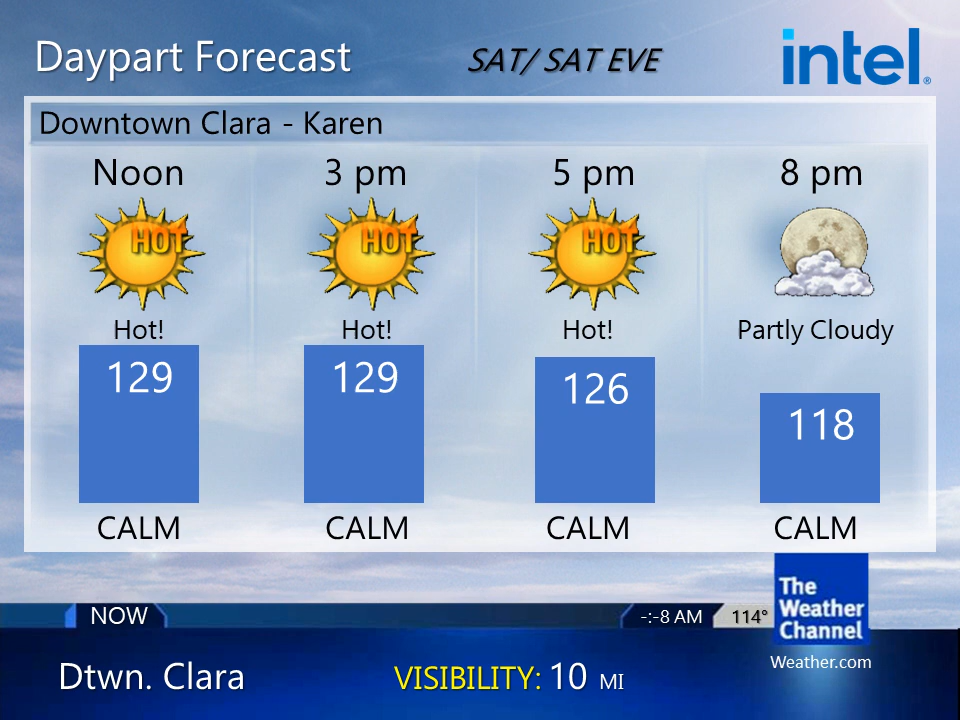 Daypart Forecast SAT/ SAT EVE intel®
Downtown Clara - Karen
Noon 3 pm 5 pm 8 pm
HOT HOT HOT
Hot! Hot! Hot! Partly Cloudy
129 129 126 118
CALM CALM CALM CALM
NOW -:-8 AM 114°
The
Weather
Channel
Weather.com
Dtwn. Clara VISIBILITY: 10 MI